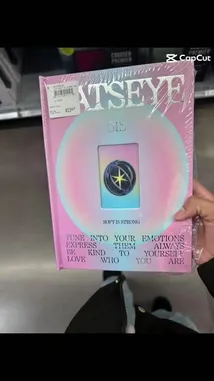 CapCut
ATSEYE
SIS
SOFT IS STRONG
TUNE INTO YOUR EMOTIONS
EXPRESS THEM ALWAYS
BE KIND TO YOURSELF
LOVE WHO YOU ARE